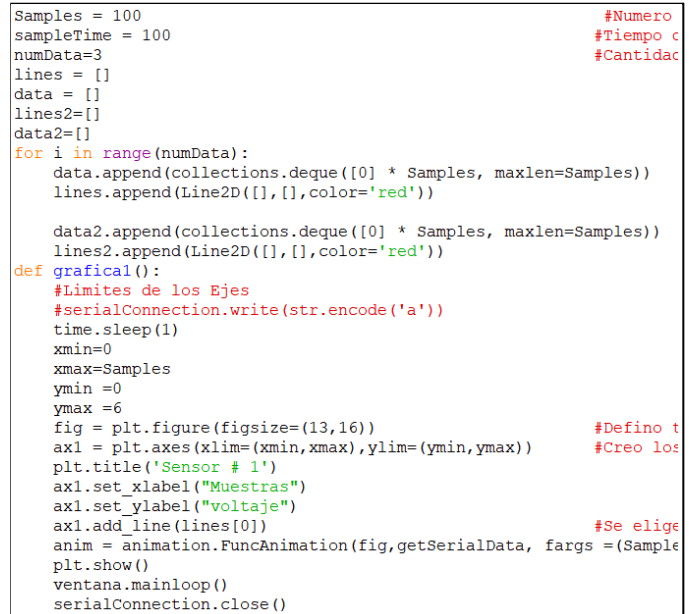 Samples = 100 #Numero
sampleTime = 100 #Tiempo
numData=3 #Cantidad
lines = []
data = []
lines2=[]
data2=[]
for i in range(numData):
    data.append(collections.deque([0] * Samples, maxlen=Samples))
    lines.append(Line2D([],[],color='red'))
    data2.append(collections.deque([0] * Samples, maxlen=Samples))
    lines2.append(Line2D([],[],color='red'))
def grafica1():
    #Limites de los Ejes
    #serialConnection.write(str.encode('a'))
    time.sleep(1)
    xmin=0
    xmax=Samples
    ymin =0
    ymax =6
    fig = plt.figure(figsize=(13,16)) #Defino t
    ax1 = plt.axes(xlim=(xmin,xmax),ylim=(ymin,ymax)) #Creo los
    plt.title('Sensor # 1')
    ax1.set_xlabel("Muestras")
    ax1.set_ylabel("voltaje")
    ax1.add_line(lines[0]) #Se elige
    anim = animation.FuncAnimation(fig,getSerialData, fargs =(Sample
    plt.show()
    ventana.mainloop()
    serialConnection.close()